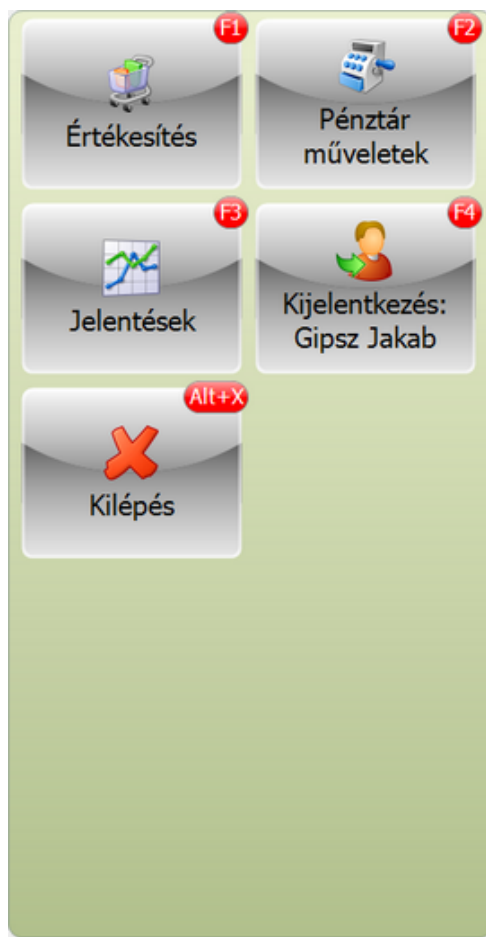 F1
Értékesítés
F2
Pénztár
műveletek
F3
Jelentések
F4
Kijelentkezés:
Gipsz Jakab
Alt+X
Kilépés